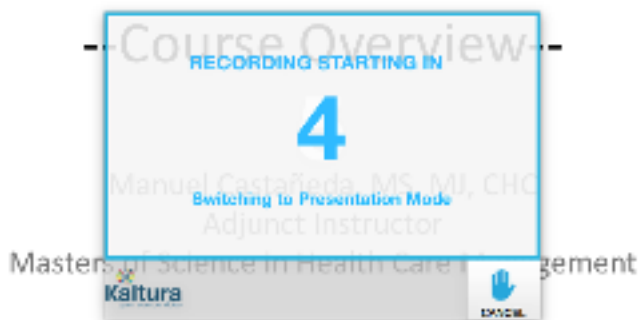 --Course Overview--
RECORDING STARTING IN
4
Manuel Castañeda, MS, MJ, CHC
Switching to Presentation Mode
Adjunct Instructor
Masters of Science in Health Care Management
Kaltura
CANCEL